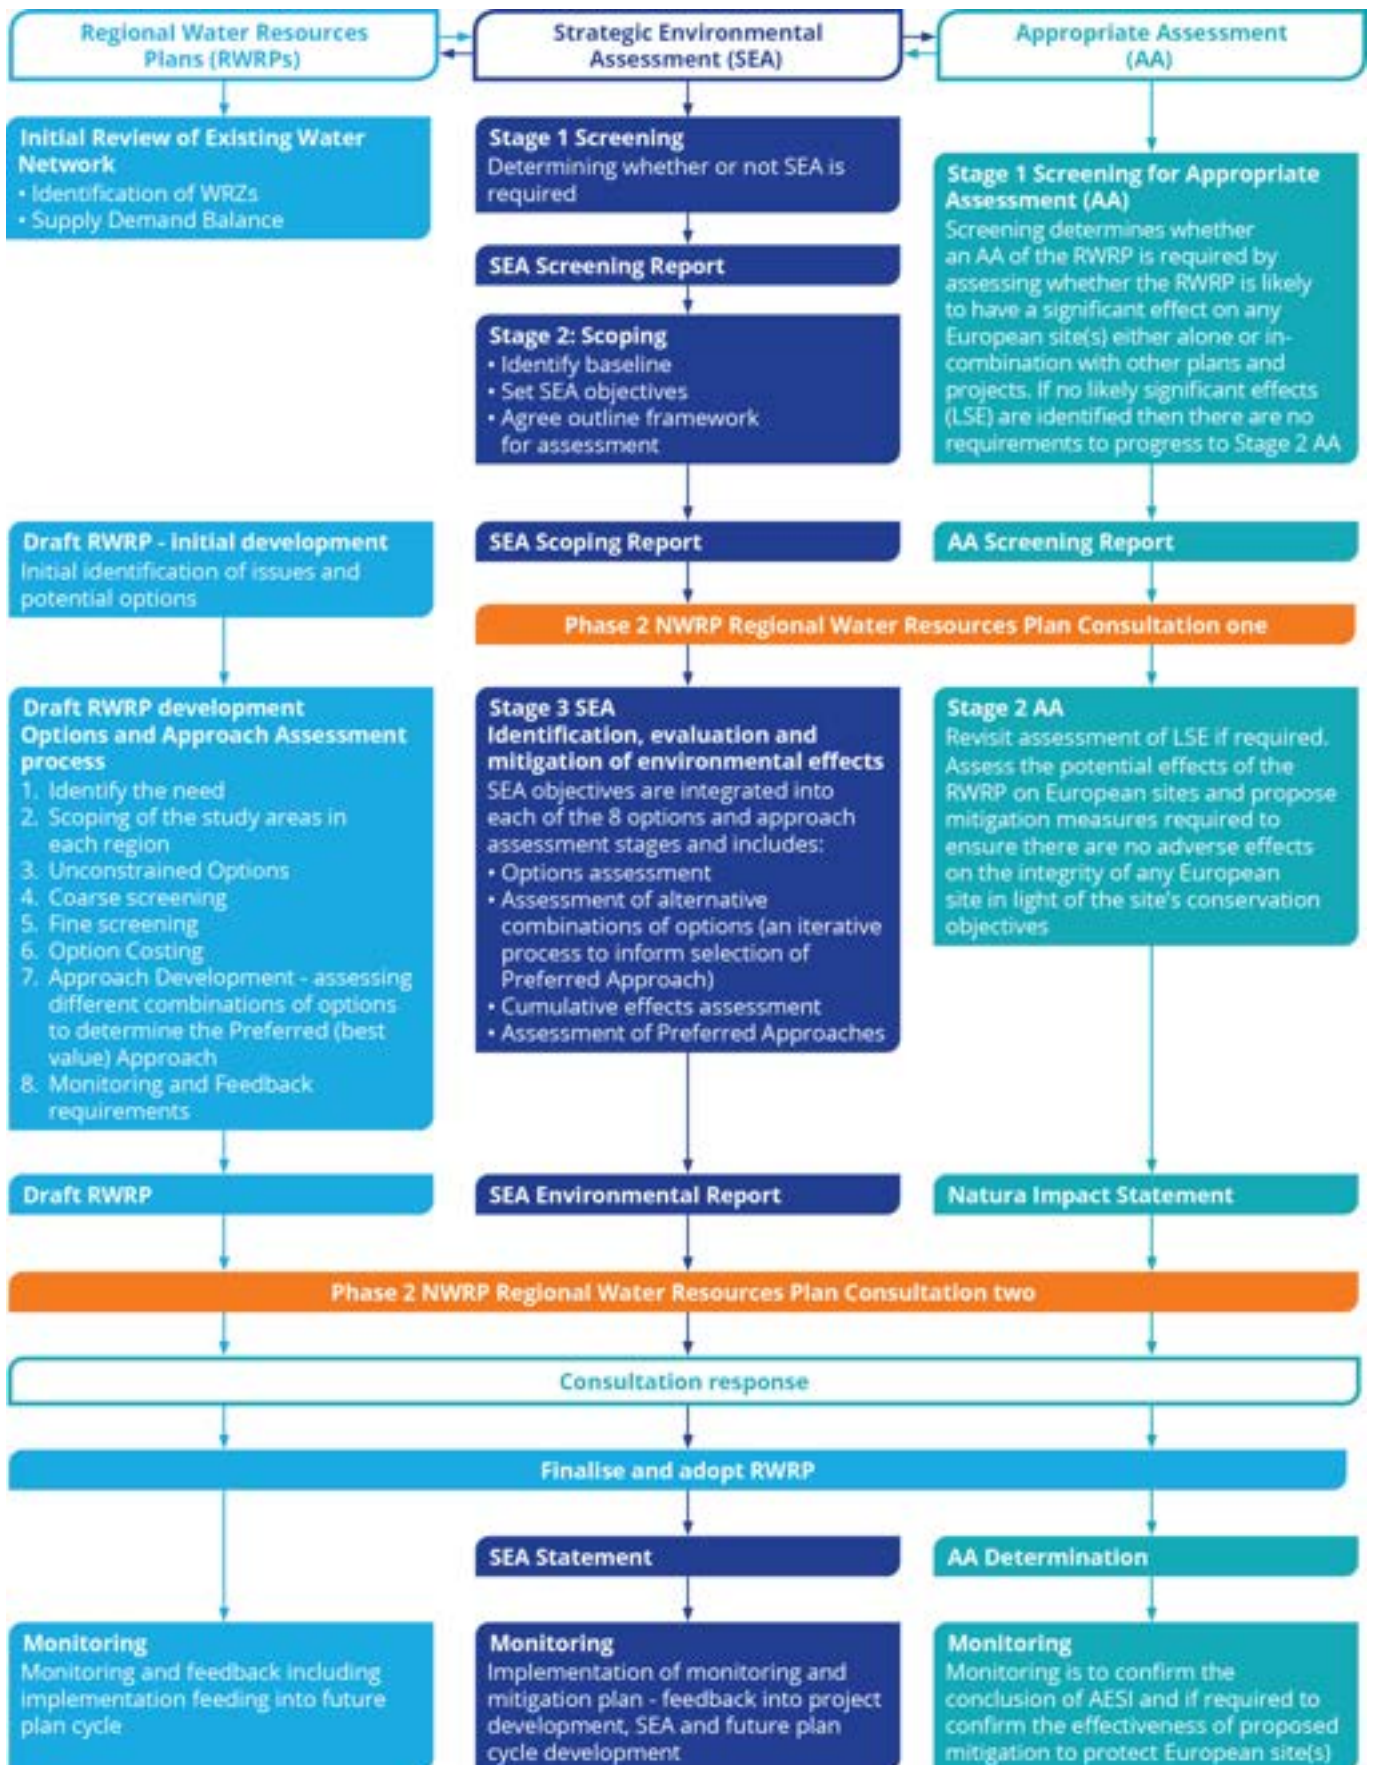 Regional Water Resources
Plans (RWRPs)
Strategic Environmental
Assessment (SEA)
Appropriate Assessment
(AA)
Initial Review of Existing Water
Network
• Identification of WRZs
• Supply Demand Balance
Stage 1 Screening
Determining whether or not SEA is
required
SEA Screening Report
Stage 2: Scoping
• Identify baseline
• Set SEA objectives
• Agree outline framework
for assessment
Stage 1 Screening for Appropriate
Assessment (AA)
Screening determines whether
an AA of the RWRP is required by
assessing whether the RWRP is likely
to have a significant effect on any
European site(s) either alone or in-
combination with other plans and
projects. If no likely significant effects
(LSE) are identified then there are no
requirements to progress to Stage 2 AA
Draft RWRP - initial development
Initial identification of issues and
potential options
SEA Scoping Report
AA Screening Report
Phase 2 NWRP Regional Water Resources Plan Consultation one
Draft RWRP development
Options and Approach Assessment
process
1. Identify the need
2. Scoping of the study areas in
each region
3. Unconstrained Options
4. Coarse screening
5. Fine screening
6. Option Costing
7. Approach Development - assessing
different combinations of options
to determine the Preferred (best
value) Approach
8. Monitoring and Feedback
requirements
Stage 3 SEA
Identification, evaluation and
mitigation of environmental effects
SEA objectives are integrated into
each of the 8 options and approach
assessment stages and includes:
• Options assessment
• Assessment of alternative
combinations of options (an iterative
process to inform selection of
Preferred Approach)
• Cumulative effects assessment
• Assessment of Preferred Approaches
Stage 2 AA
Revisit assessment of LSE if required.
Assess the potential effects of the
RWRP on European sites and propose
mitigation measures required to
ensure there are no adverse effects
on the integrity of any European
site in light of the site's conservation
objectives
Draft RWRP
SEA Environmental Report
Natura Impact Statement
Phase 2 NWRP Regional Water Resources Plan Consultation two
Consultation response
Finalise and adopt RWRP
SEA Statement
AA Determination
Monitoring
Monitoring and feedback including
implementation feeding into future
plan cycle
Monitoring
Implementation of monitoring and
mitigation plan - feedback into project
development, SEA and future plan
cycle development
Monitoring
Monitoring is to confirm the
conclusion of AESI and if required to
confirm the effectiveness of proposed
mitigation to protect European site(s)